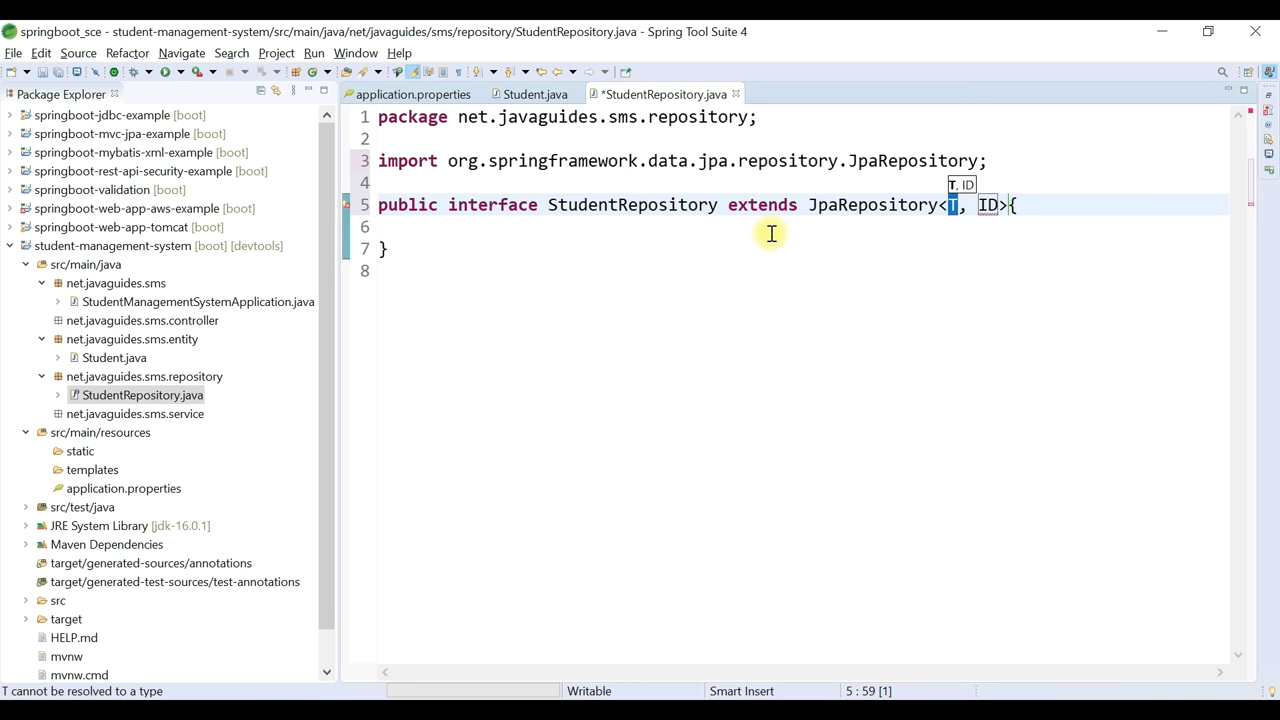 springboot_sce - student-management-system/src/main/java/net/javaguides/sms/repository/StudentRepository.java - Spring Tool Suite 4
File Edit Source Refactor Navigate Search Project Run Window Help
Package Explorer
application.properties
Student.java
*StudentRepository.java
springboot-jdbc-example [boot]
springboot-mvc-jpa-example [boot]
springboot-mybatis-xml-example [boot]
springboot-rest-api-security-example [boot]
springboot-validation [boot]
springboot-web-app-aws-example [boot]
springboot-web-app-tomcat [boot]
student-management-system [boot] [devtools]
src/main/java
net.javaguides.sms
StudentManagementSystemApplication.java
net.javaguides.sms.controller
net.javaguides.sms.entity
Student.java
net.javaguides.sms.repository
StudentRepository.java
net.javaguides.sms.service
src/main/resources
static
templates
application.properties
src/test/java
JRE System Library [jdk-16.0.1]
Maven Dependencies
target/generated-sources/annotations
target/generated-test-sources/test-annotations
src
target
HELP.md
mvnw
mvnw.cmd
1 package net.javaguides.sms.repository;
2
3 import org.springframework.data.jpa.repository.JpaRepository;
4
T, ID
5 public interface StudentRepository extends JpaRepository<T, ID>{
6
7 }
8
T cannot be resolved to a type
Writable
Smart Insert
5 : 59 [1]